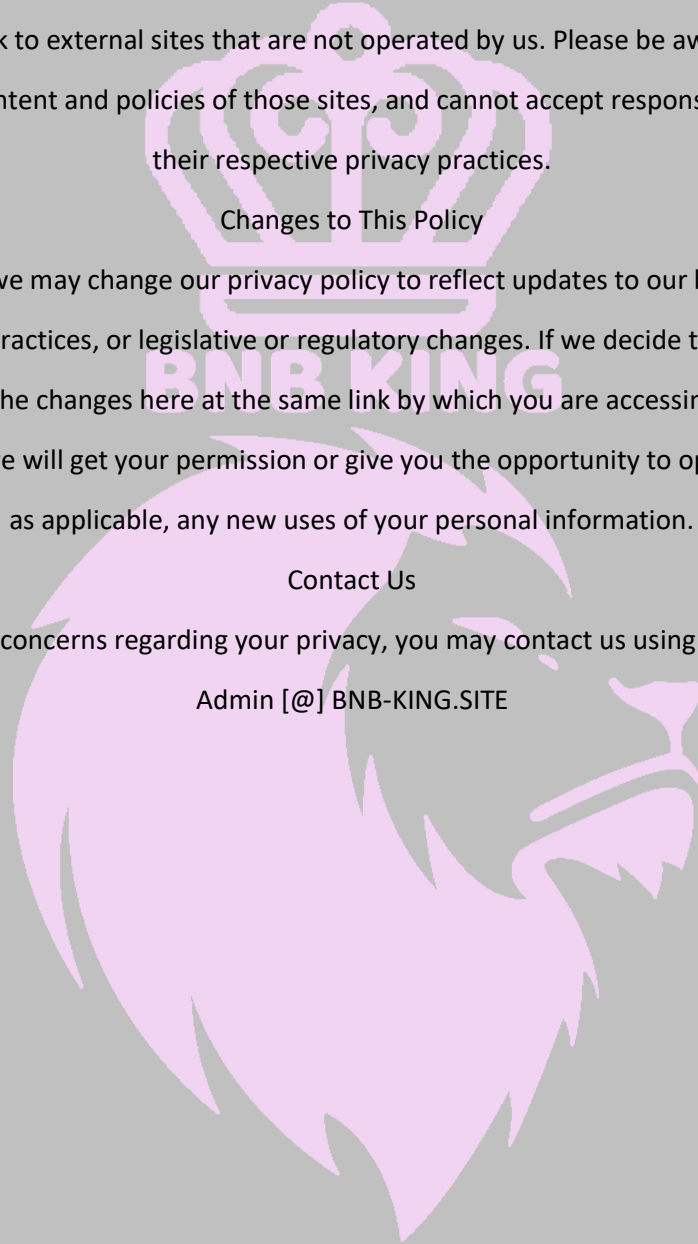 k to external sites that are not operated by us. Please be aw
ntent and policies of those sites, and cannot accept respons
their respective privacy practices.
Changes to This Policy
we may change our privacy policy to reflect updates to our b
ractices, or legislative or regulatory changes. If we decide t
BNB KING
he changes here at the same link by which you are accessin
e will get your permission or give you the opportunity to op
as applicable, any new uses of your personal information.
Contact Us
concerns regarding your privacy, you may contact us using
Admin [@] BNB-KING.SITE